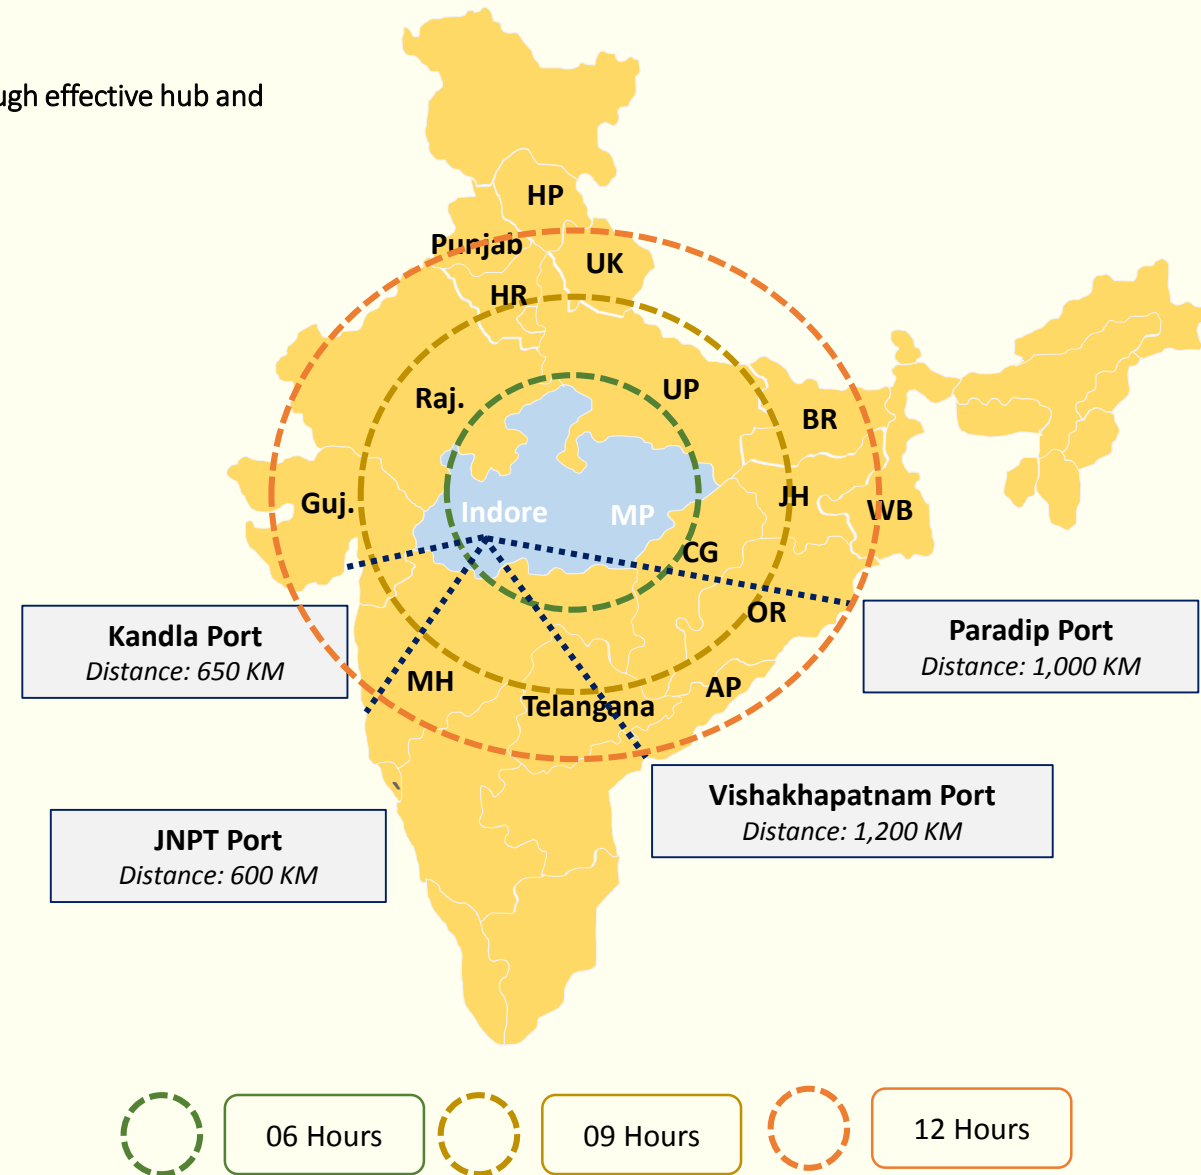 ugh effective hub and
HP
Punjab
UK
HR
UP
Raj.
BR
JH
Guj.
WB
Indore
MP
CG
OR
Kandla Port
Distance: 650 KM
Paradip Port
Distance: 1,000 KM
MH
AP
Telangana
Vishakhapatnam Port
Distance: 1,200 KM
JNPT Port
Distance: 600 KM
06 Hours
09 Hours
12 Hours